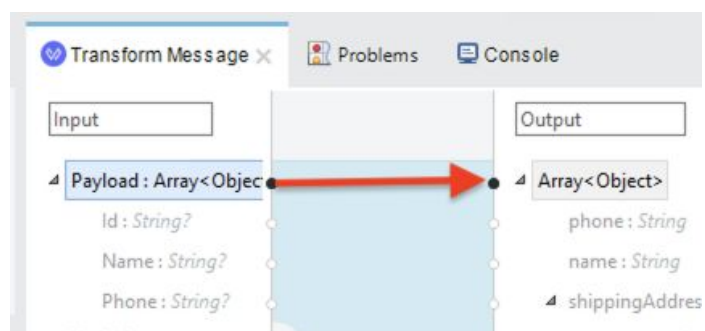 Transform Message
Problems
Console
Input
Output
Payload : Array<Objec
Array<Object>
Id : String?
phone : String
Name : String?
name : String
Phone : String?
shippingAddres